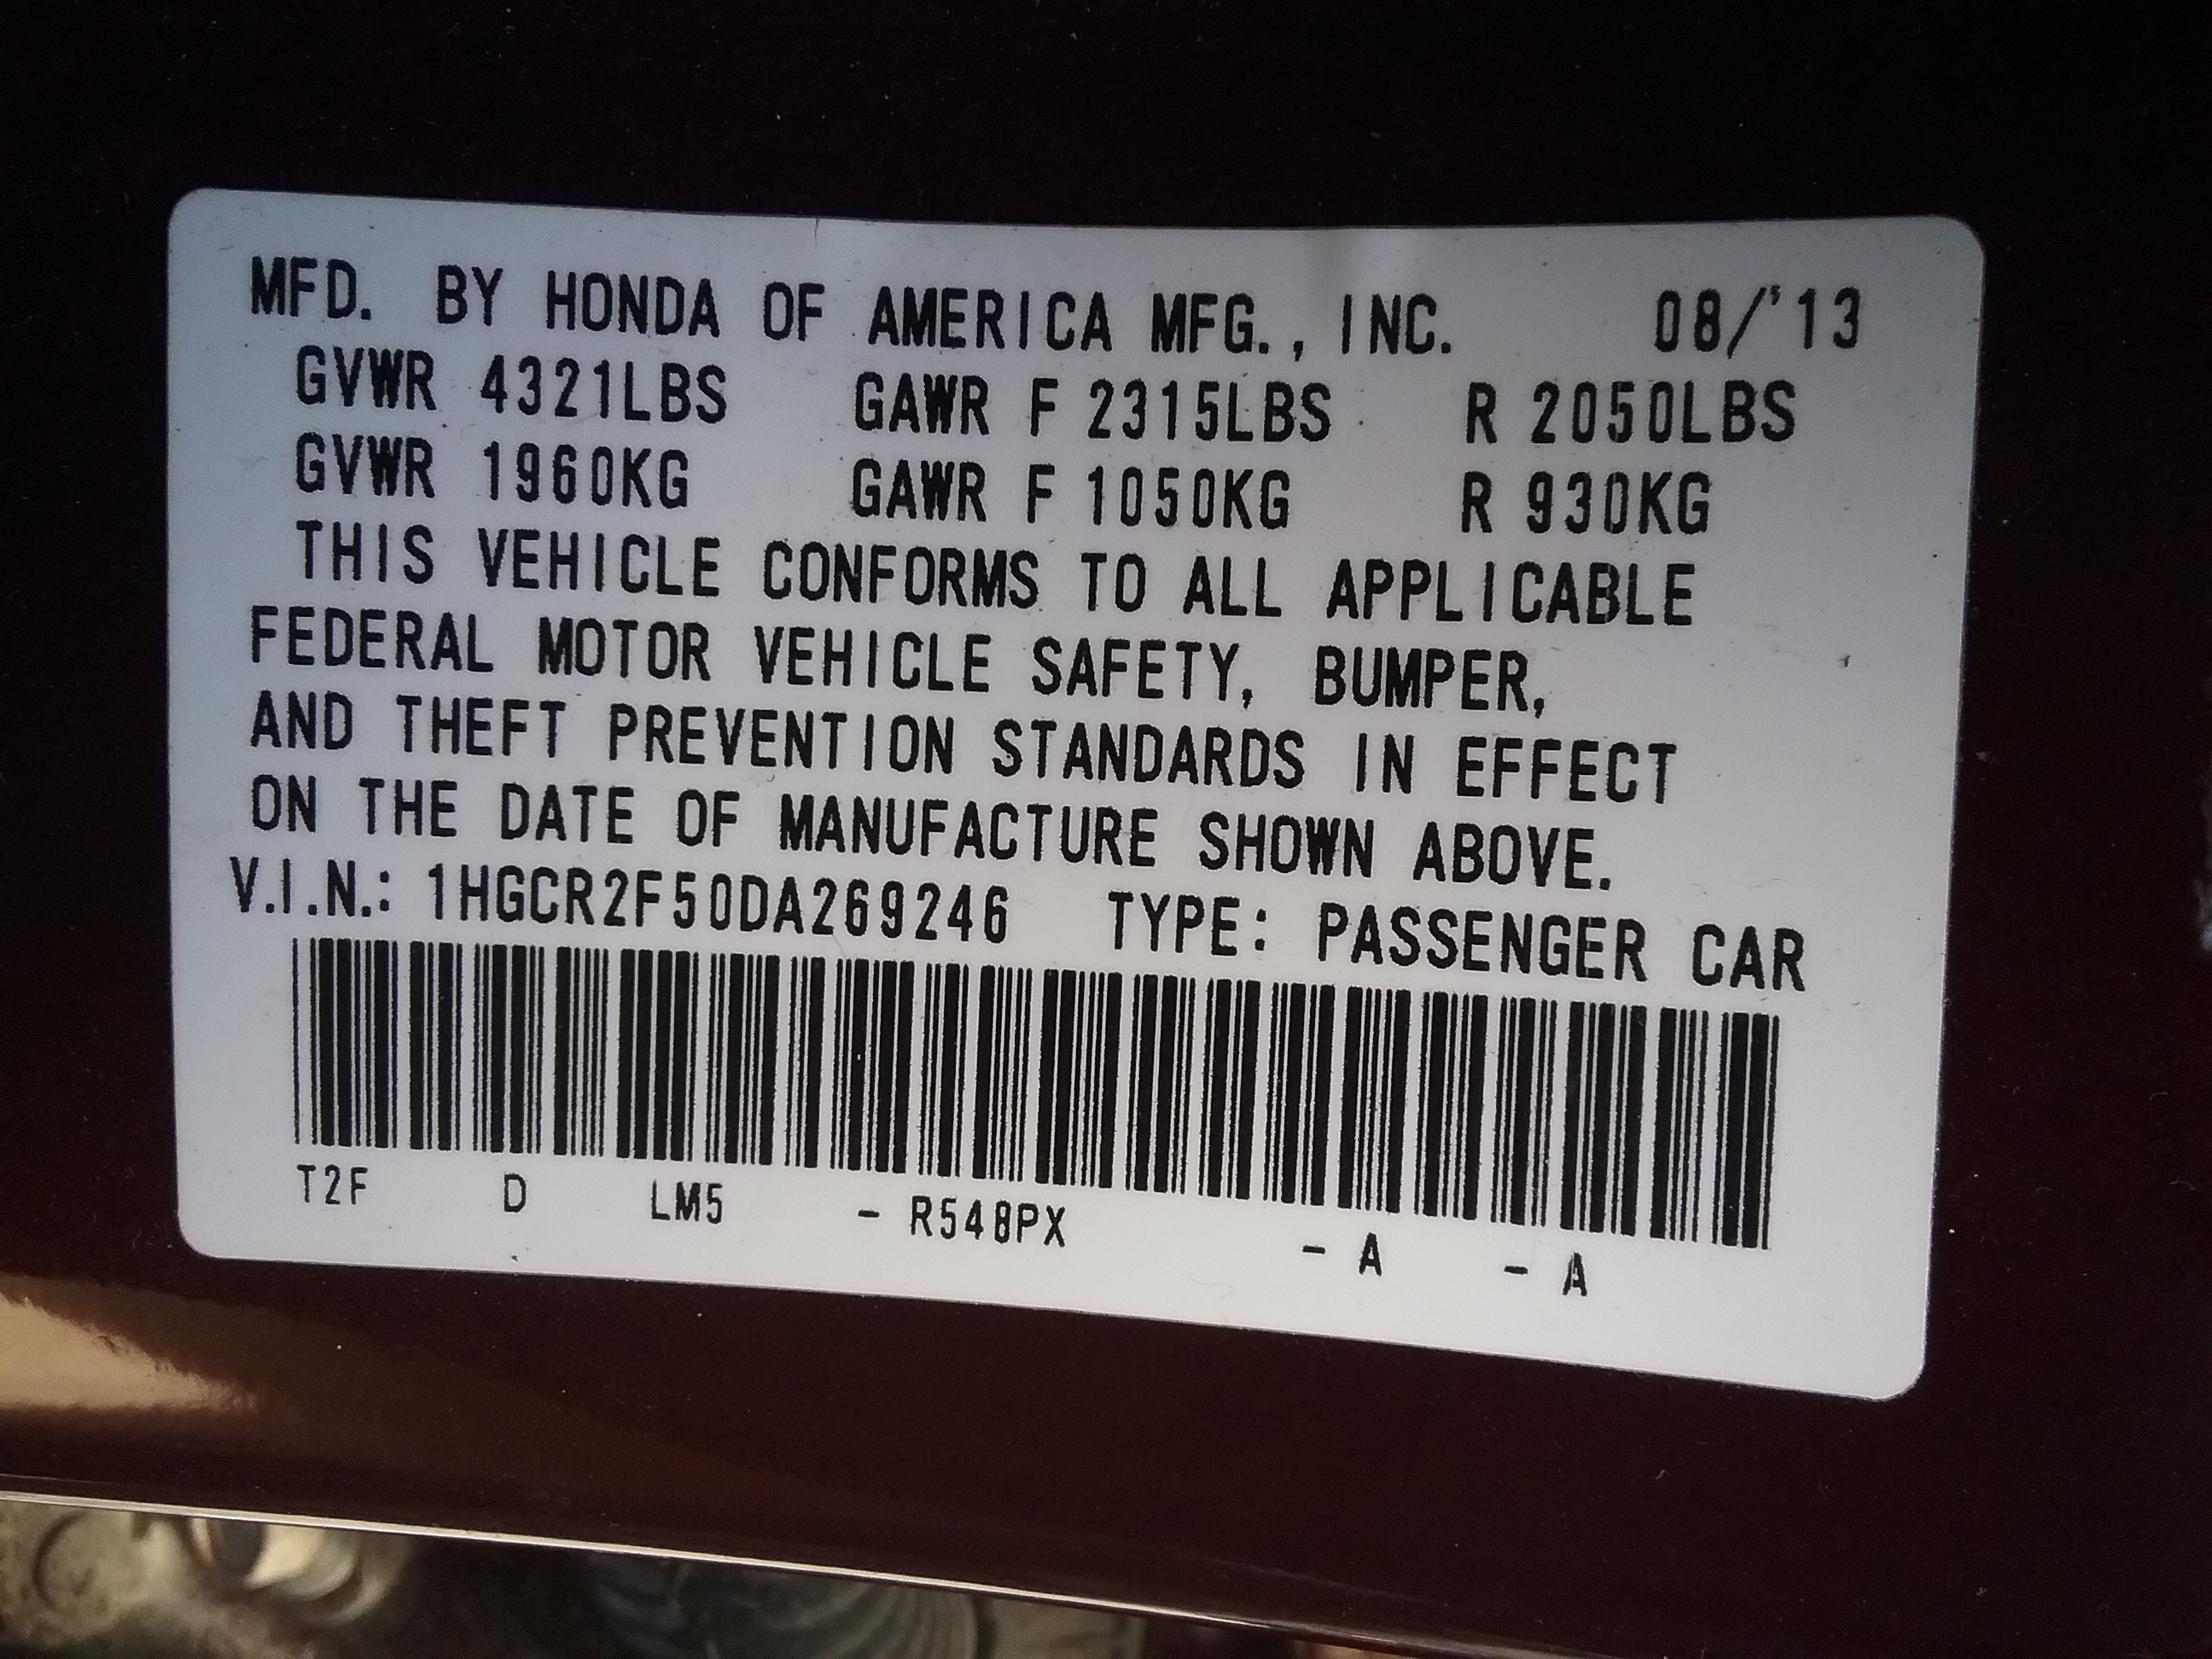 MFD. BY HONDA OF AMERICA MFG., INC. 08/'13
GVWR 4321LBS GAWR F 2315LBS R 2050LBS
GVWR 1960KG GAWR F 1050KG R 930KG
THIS VEHICLE CONFORMS TO ALL APPLICABLE
FEDERAL MOTOR VEHICLE SAFETY, BUMPER,
AND THEFT PREVENTION STANDARDS IN EFFECT
ON THE DATE OF MANUFACTURE SHOWN ABOVE.
V.I.N.: 1HGCR2F50DA269246 TYPE: PASSENGER CAR
T2F D LM5 - R548PX - A - A